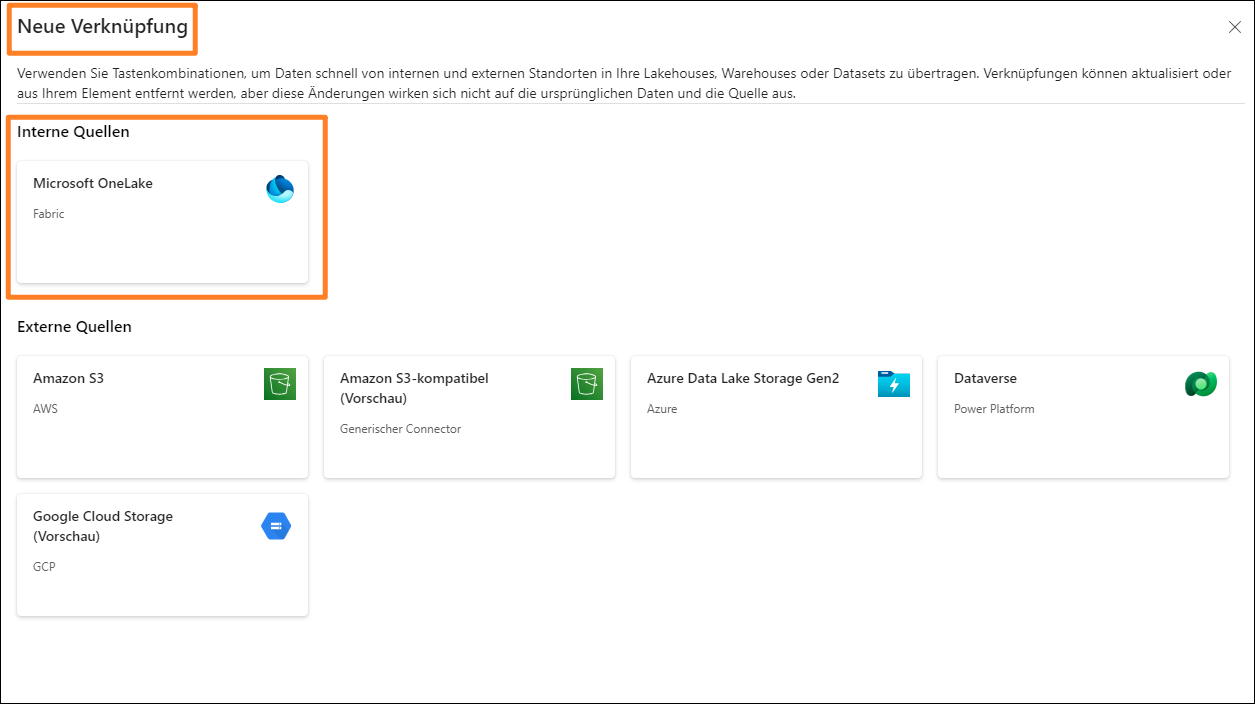 Neue Verknüpfung
Verwenden Sie Tastenkombinationen, um Daten schnell von internen und externen Standorten in Ihre Lakehouses, Warehouses oder Datasets zu übertragen. Verknüpfungen können aktualisiert oder
aus Ihrem Element entfernt werden, aber diese Änderungen wirken sich nicht auf die ursprünglichen Daten und die Quelle aus.
Interne Quellen
Microsoft OneLake
Fabric
Externe Quellen
Amazon S3
AWS
Amazon S3-kompatibel
(Vorschau)
Generischer Connector
Azure Data Lake Storage Gen2
Azure
Dataverse
Power Platform
Google Cloud Storage
(Vorschau)
GCP